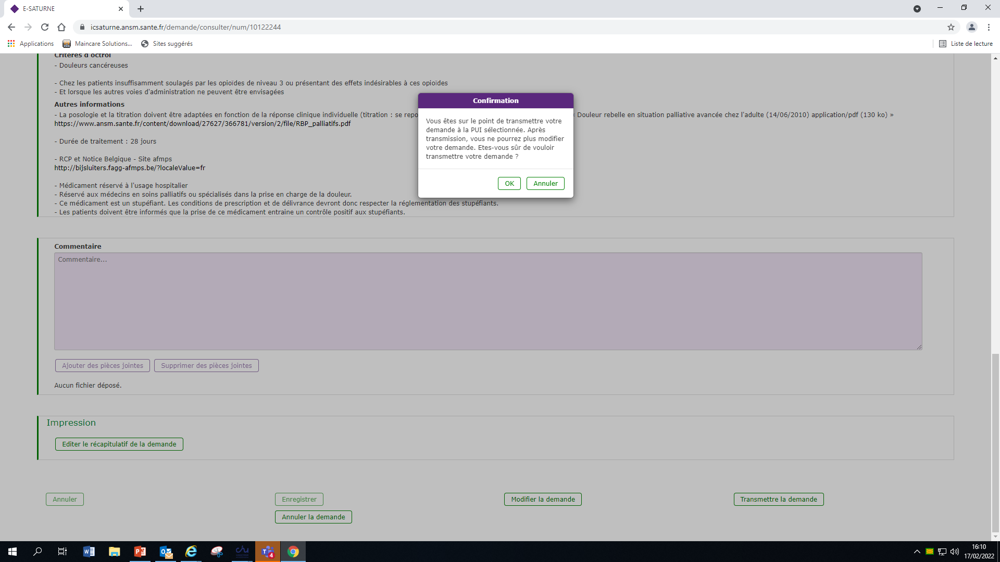 E-SATURNE
icsaturne.ansm.sante.fr/demande/consulter/num/10122244
Applications
Maincare Solutions...
Sites suggérés
Liste de lecture
Critères d'octroi
- Douleurs cancéreuses
- Chez les patients insuffisamment soulagés par les opioïdes de niveau 3 ou présentant des effets indésirables à ces opioïdes
- Et lorsque les autres voies d'administration ne peuvent être envisagées
Autres informations
- La posologie et la titration doivent être adaptées en fonction de la réponse clinique individuelle (titration : se repo
« Douleur rebelle en situation palliative avancée chez l'adulte (14/06/2010) application/pdf (130 ko) »
https://www.ansm.sante.fr/content/download/27627/366781/version/2/file/RBP_palliatifs.pdf
- Durée de traitement : 28 jours
- RCP et Notice Belgique - Site afmps
http://bijsluiters.fagg-afmps.be/?localeValue=fr
- Médicament réservé à l'usage hospitalier
- Réservé aux médecins en soins palliatifs ou spécialisés dans la prise en charge de la douleur.
- Ce médicament est un stupéfiant. Les conditions de prescription et de délivrance devront donc respecter la réglementation des stupéfiants.
- Les patients doivent être informés que la prise de ce médicament entraine un contrôle positif aux stupéfiants.
Confirmation
Vous êtes sur le point de transmettre votre
demande à la PUI sélectionnée. Après
transmission, vous ne pourrez plus modifier
votre demande. Etes-vous sûr de vouloir
transmettre votre demande ?
OK
Annuler
Commentaire
Commentaire...
Ajouter des pièces jointes
Supprimer des pièces jointes
Aucun fichier déposé.
Impression
Editer le récapitulatif de la demande
Annuler
Enregistrer
Modifier la demande
Transmettre la demande
Annuler la demande
chu
4
16:10
17/02/2022